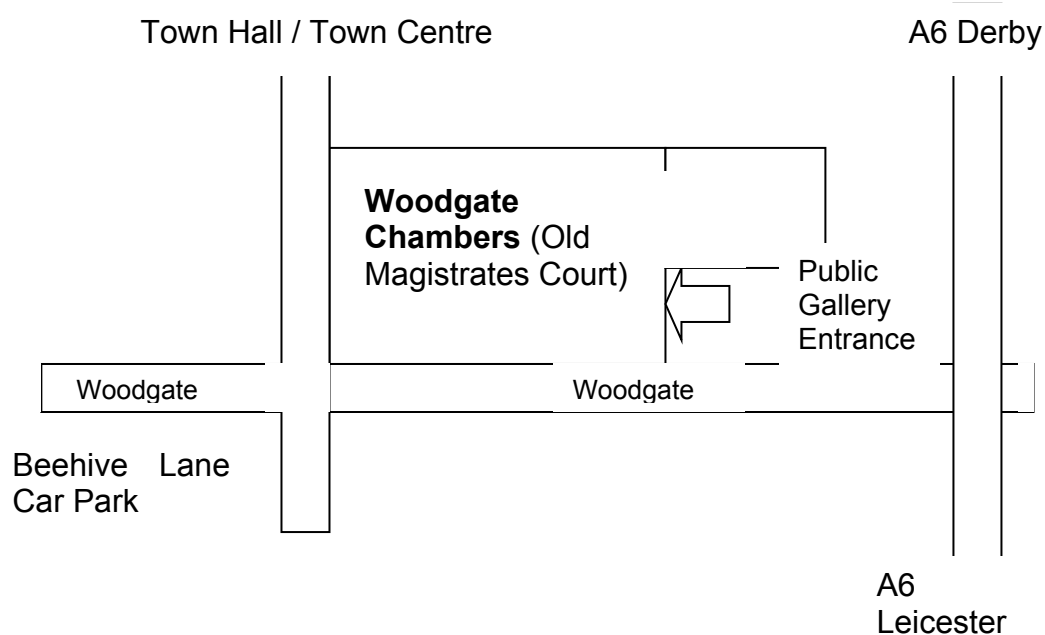 Town Hall / Town Centre
A6 Derby
Woodgate
Chambers (Old
Magistrates Court)
Public
Gallery
Entrance
Woodgate
Woodgate
Beehive Lane
Car Park
A6
Leicester